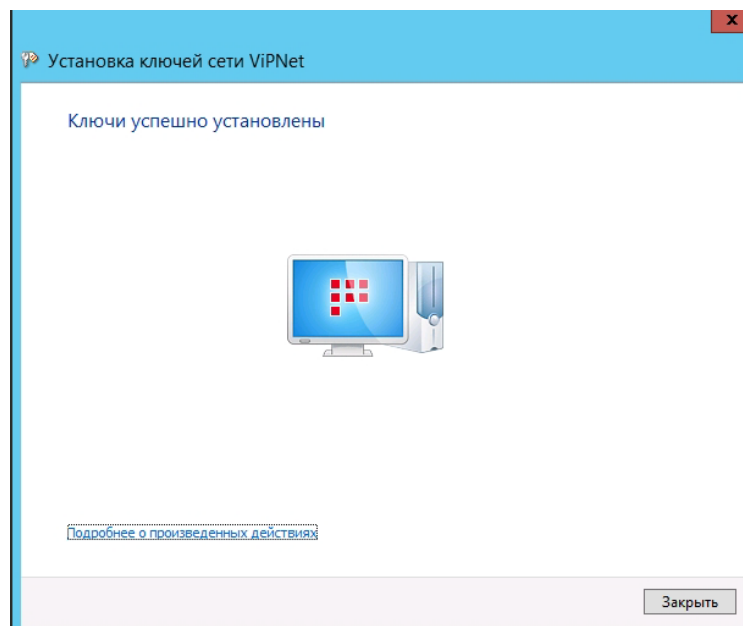 Установка ключей сети ViPNet
Ключи успешно установлены
Подробнее о произведенных действиях
Закрыть